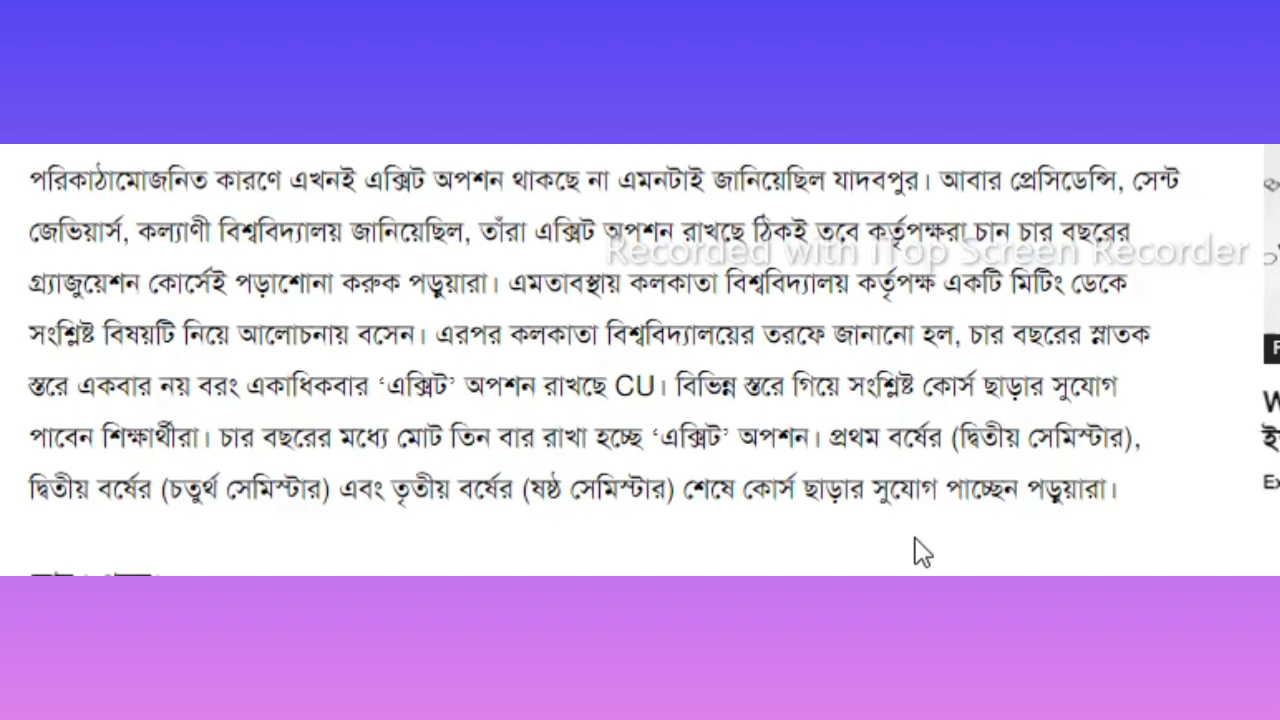 পরিকাঠামোজনিত কারণে এখনই এক্সিট অপশন থাকছে না এমনটাই জানিয়েছিল যাদবপুর। আবার প্রেসিডেন্সি, সেন্ট
জেভিয়ার্স, কল্যাণী বিশ্ববিদ্যালয় জানিয়েছিল, তাঁরা এক্সিট অপশন রাখছে ঠিকই তবে কর্তৃপক্ষরা চান চার বছরের
Recorded with iTop Screen Recorder
গ্র্যাজুয়েশন কোর্সেই পড়াশোনা করুক পড়ুয়ারা। এমতাবস্থায় কলকাতা বিশ্ববিদ্যালয় কর্তৃপক্ষ একটি মিটিং ডেকে
সংশ্লিষ্ট বিষয়টি নিয়ে আলোচনায় বসেন। এরপর কলকাতা বিশ্ববিদ্যালয়ের তরফে জানানো হল, চার বছরের স্নাতক
স্তরে একবার নয় বরং একাধিকবার ‘এক্সিট’ অপশন রাখছে CU। বিভিন্ন স্তরে গিয়ে সংশ্লিষ্ট কোর্স ছাড়ার সুযোগ
পাবেন শিক্ষার্থীরা। চার বছরের মধ্যে মোট তিন বার রাখা হচ্ছে ‘এক্সিট’ অপশন। প্রথম বর্ষের (দ্বিতীয় সেমিস্টার),
দ্বিতীয় বর্ষের (চতুর্থ সেমিস্টার) এবং তৃতীয় বর্ষের (ষষ্ঠ সেমিস্টার) শেষে কোর্স ছাড়ার সুযোগ পাচ্ছেন পড়ুয়ারা।